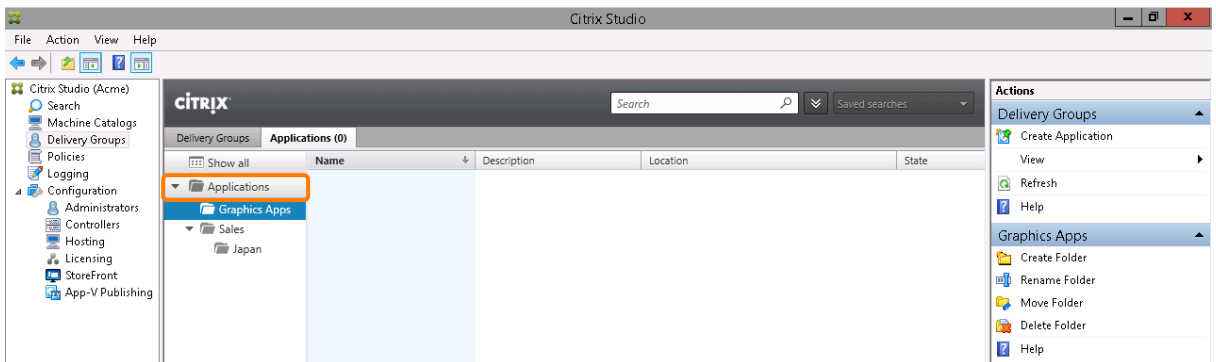 Citrix Studio
File Action View Help
Citrix Studio (Acme)
Search
Machine Catalogs
Delivery Groups
Policies
Logging
Configuration
Administrators
Controllers
Hosting
Licensing
StoreFront
App-V Publishing
CİTRIX
Search
Saved searches
Delivery Groups Applications (0)
Show all Name Description Location State
Applications
Graphics Apps
Sales
Japan
Actions
Delivery Groups
Create Application
View
Refresh
Help
Graphics Apps
Create Folder
Rename Folder
Move Folder
Delete Folder
Help